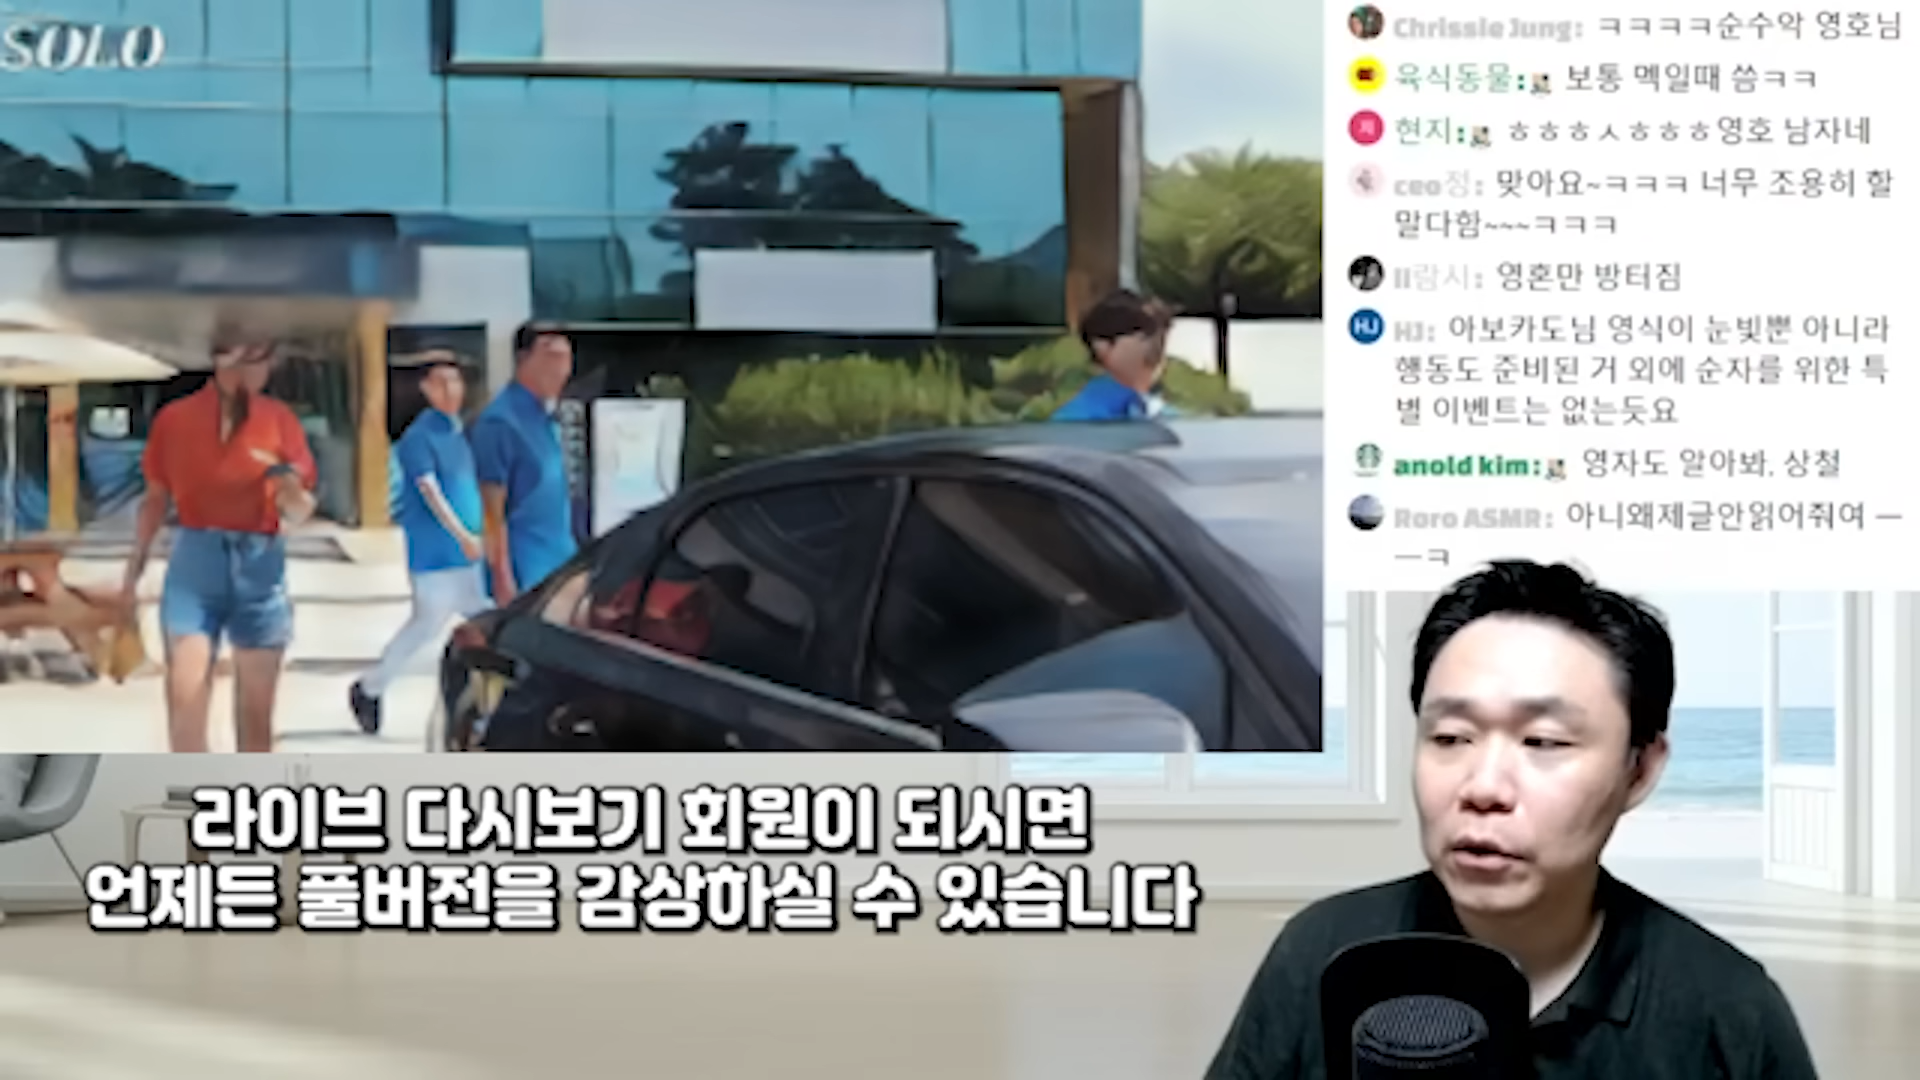 SOLO
Chrissie Jung: ㅋㅋㅋㅋ순수악 영호님
육식동물: 보통 멕일때 씀ㅋㅋ
현지: ㅎㅎㅎㅅㅎㅎㅎ영호 남자네
ceo정: 맞아요~ㅋㅋㅋ 너무 조용히 할
말다함~~~ㅋㅋㅋ
ll람시: 영혼만 방터짐
HJ
HJ: 아보카도님 영식이 눈빛뿐 아니라
행동도 준비된 거 외에 순자를 위한 특
별 이벤트는 없는듯요
anold kim: 영자도 알아봐. 상철
Roro ASMR: 아니왜제글안읽어줘여 ㅡ
ㅡㅋ
라이브 다시보기 회원이 되시면
언제든 풀버전을 감상하실 수 있습니다